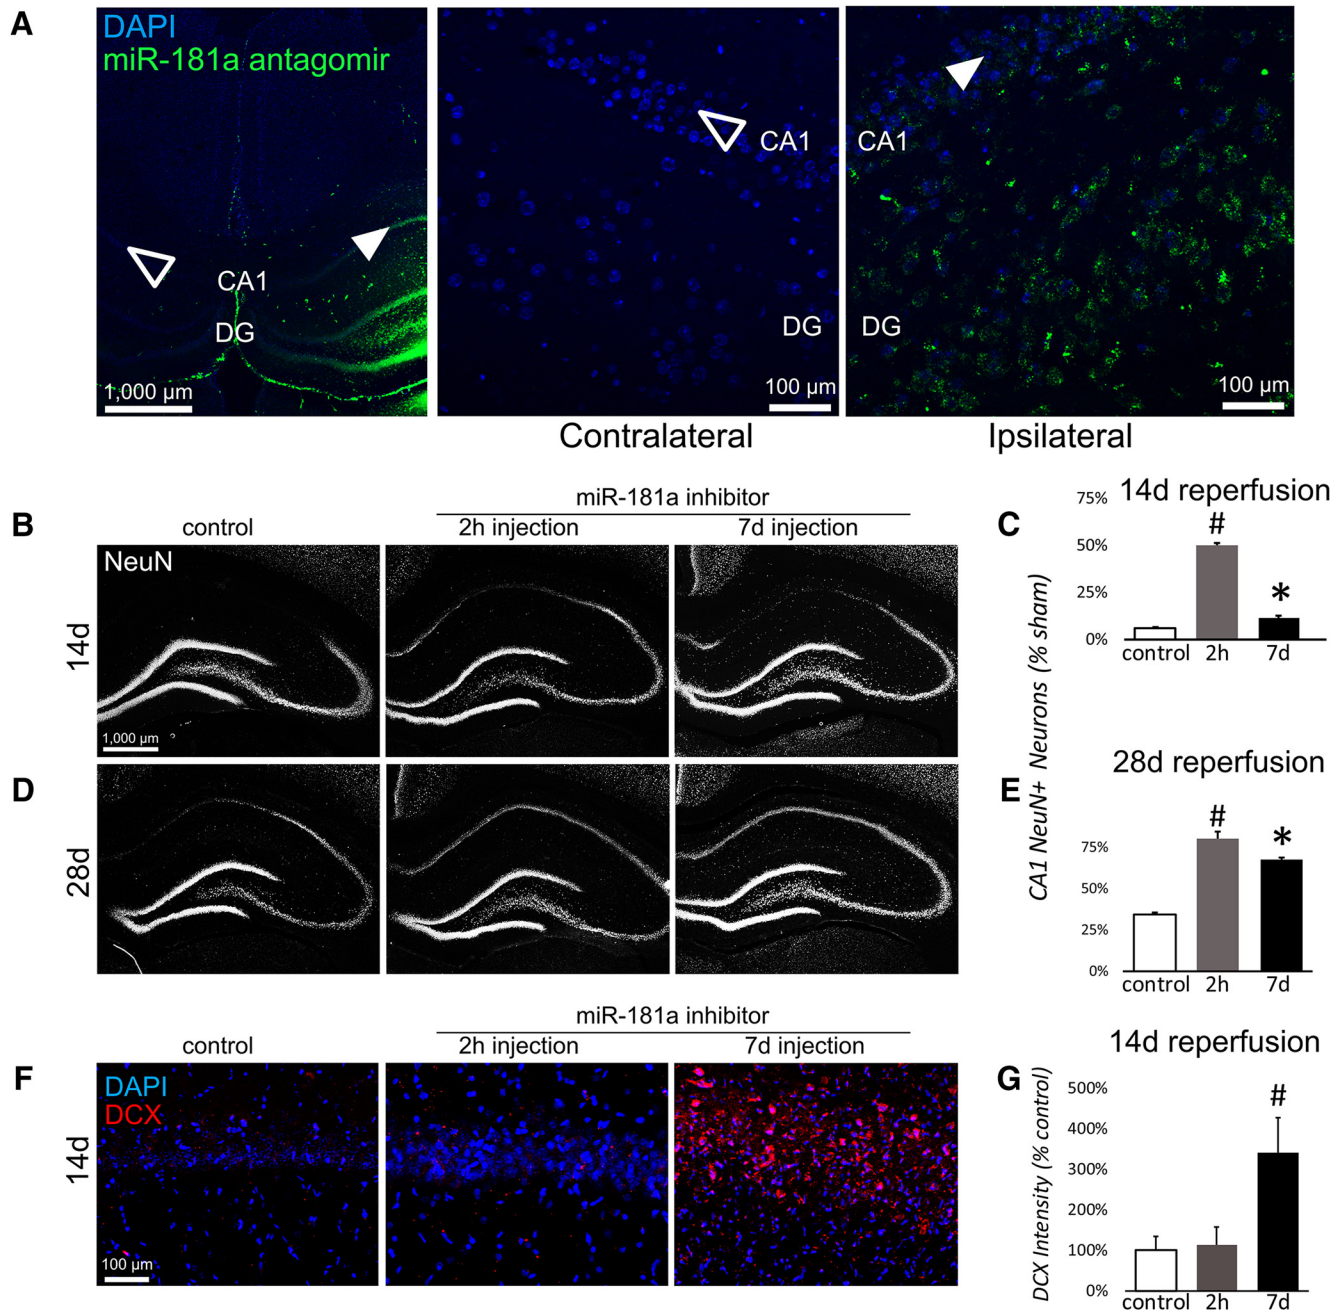 A
DAPI
miR-181a antagomir
CA1
DG
1,000 µm
CA1
DG
100 µm
CA1
DG
100 µm
Contralateral
Ipsilateral
miR-181a inhibitor
B
control
2h injection
7d injection
NeuN
14d
1,000 µm
C
14d reperfusion
75%
50%
25%
0%
#
*
control
2h
7d
CA1 NeuN+ Neurons (% sham)
D
28d
E
28d reperfusion
75%
50%
25%
0%
#
*
control
2h
7d
miR-181a inhibitor
control
2h injection
7d injection
F
DAPI
DCX
14d
100 µm
G
14d reperfusion
DCX Intensity (% control)
500%
400%
300%
200%
100%
0%
#
control
2h
7d